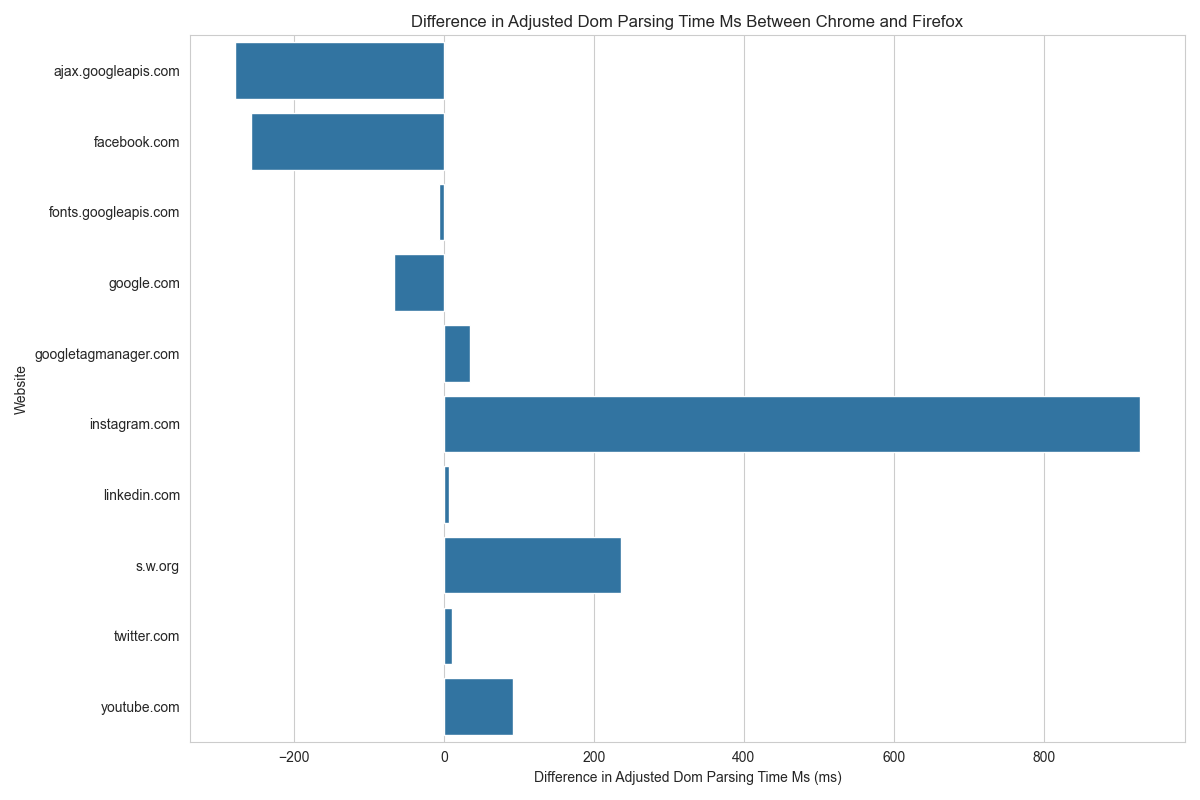 Difference in Adjusted Dom Parsing Time Ms Between Chrome and Firefox
ajax.googleapis.com
facebook.com
fonts.googleapis.com
google.com
googletagmanager.com
instagram.com
linkedin.com
s.w.org
twitter.com
youtube.com
Website
−200 0 200 400 600 800
Difference in Adjusted Dom Parsing Time Ms (ms)